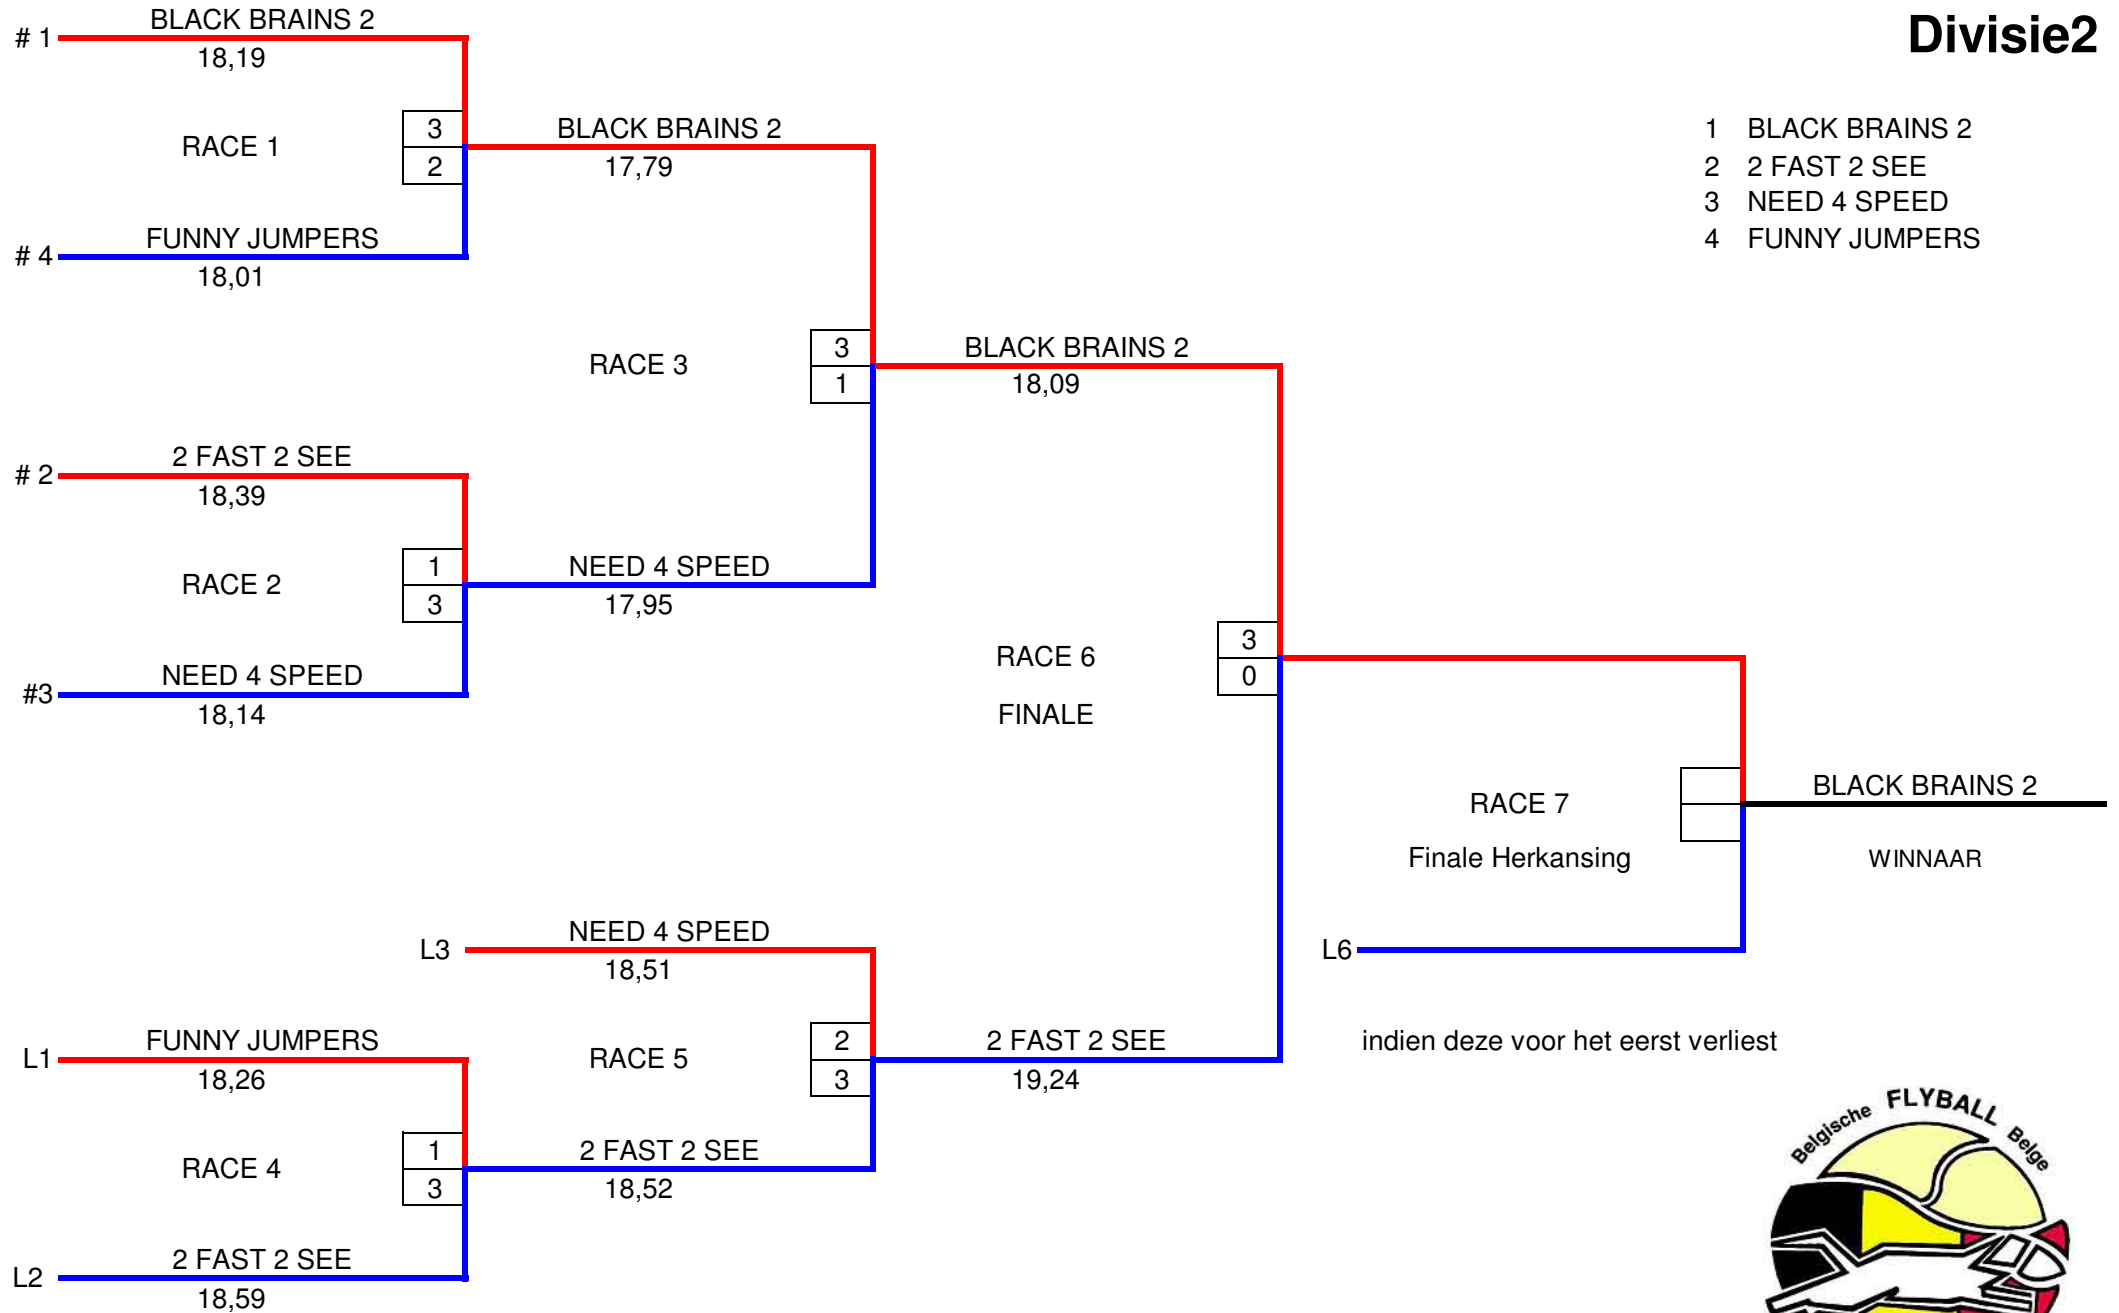 Divisie2
1 BLACK BRAINS 2
2 2 FAST 2 SEE
3 NEED 4 SPEED
4 FUNNY JUMPERS
# 1 BLACK BRAINS 2
18,19
RACE 1
3
2
# 4 FUNNY JUMPERS
18,01
BLACK BRAINS 2
17,79
RACE 3
3
1
# 2 2 FAST 2 SEE
18,39
RACE 2
1
3
#3 NEED 4 SPEED
18,14
NEED 4 SPEED
17,95
BLACK BRAINS 2
18,09
RACE 6
FINALE
3
0
RACE 7
Finale Herkansing
BLACK BRAINS 2
WINNAAR
L6
indien deze voor het eerst verliest
L3 NEED 4 SPEED
18,51
RACE 5
2
3
2 FAST 2 SEE
19,24
L1 FUNNY JUMPERS
18,26
RACE 4
1
3
2 FAST 2 SEE
18,52
L2 2 FAST 2 SEE
18,59
Belgische FLYBALL Belge